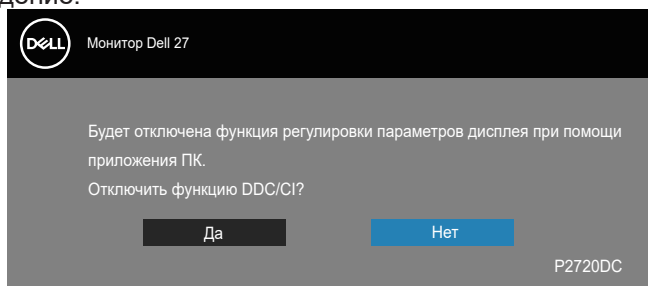 дение.
DELL
Монитор Dell 27
Будет отключена функция регулировки параметров дисплея при помощи
приложения ПК.
Отключить функцию DDC/CI?
Да Нет
P2720DC